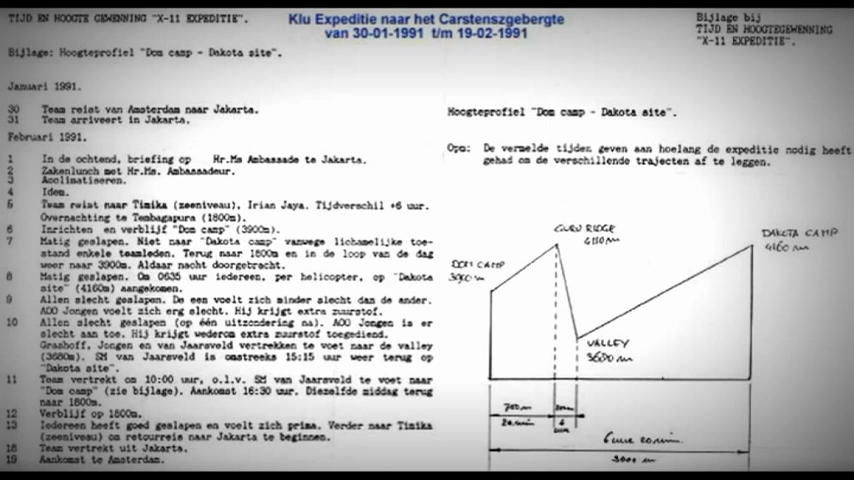 TIJD EN HOOGTE GEWENNING "X-11 EXPEDITIE".
Klu Expeditie naar het Carstenszgebergte
van 30-01-1991 t/m 19-02-1991
Bijlage bij
TIJD EN HOOGTEGEWENNING
"X-11 EXPEDITIE".
Bijlage: Hoogteprofiel "Dom camp - Dakota site".
Januari 1991.
30 Team reist van Amsterdam naar Jakarta.
31 Team arriveert in Jakarta.
Februari 1991.
1 In de ochtend, briefing op Hr.Ms Ambassade te Jakarta.
2 Zakenlunch met Hr.Ms. Ambassadeur.
3 Acclimatiseren.
4 Idem.
5 Team reist naar Timika (zeeniveau), Irian Jaya. Tijdverschil +6 uur.
Overnachting te Tembagapura (1800m).
6 Inrichten en verblijf "Dom camp" (3900m).
7 Matig geslapen. Niet naar "Dakota camp" vanwege lichamelijke toe-
stand enkele teamleden. Terug naar 1800m en in de loop van de dag
weer naar 3900m. Aldaar nacht doorgebracht.
8 Matig geslapen. Om 0635 uur iedereen, per helicopter, op "Dakota
site" (4160m) aangekomen.
9 Allen slecht geslapen. De een voelt zich minder slecht dan de ander.
AOO Jongen voelt zich erg slecht. Hij krijgt extra zuurstof.
10 Allen slecht geslapen (op één uitzondering na). AOO Jongen is er
slecht aan toe. Hij krijgt wederom extra zuurstof toegediend.
Grashoff, Jongen en van Jaarsveld vertrekken te voet naar de valley
(3680m). SM van Jaarsveld is omstreeks 15:15 uur weer terug op
"Dakota site".
11 Team vertrekt om 10:00 uur, o.l.v. SM van Jaarsveld te voet naar
"Dom camp" (zie bijlage). Aankomst 16:30 uur. Diezelfde middag terug
naar 1800m.
12 Verblijf op 1800m.
13 Iedereen heeft goed geslapen en voelt zich prima. Verder naar Timika
(zeeniveau) om retourreis naar Jakarta te beginnen.
18 Team vertrekt uit Jakarta.
19 Aankomst te Amsterdam.
Hoogteprofiel "Dom camp - Dakota site".
Opm: De vermelde tijden geven aan hoelang de expeditie nodig heeft
gehad om de verschillende trajecten af te leggen.
GURU RIDGE
4110 m
DAKOTA CAMP
4160 m
DOM CAMP
3900 m
VALLEY
3680 m
700 m
20 min
6 uur 20 min.
3000 m